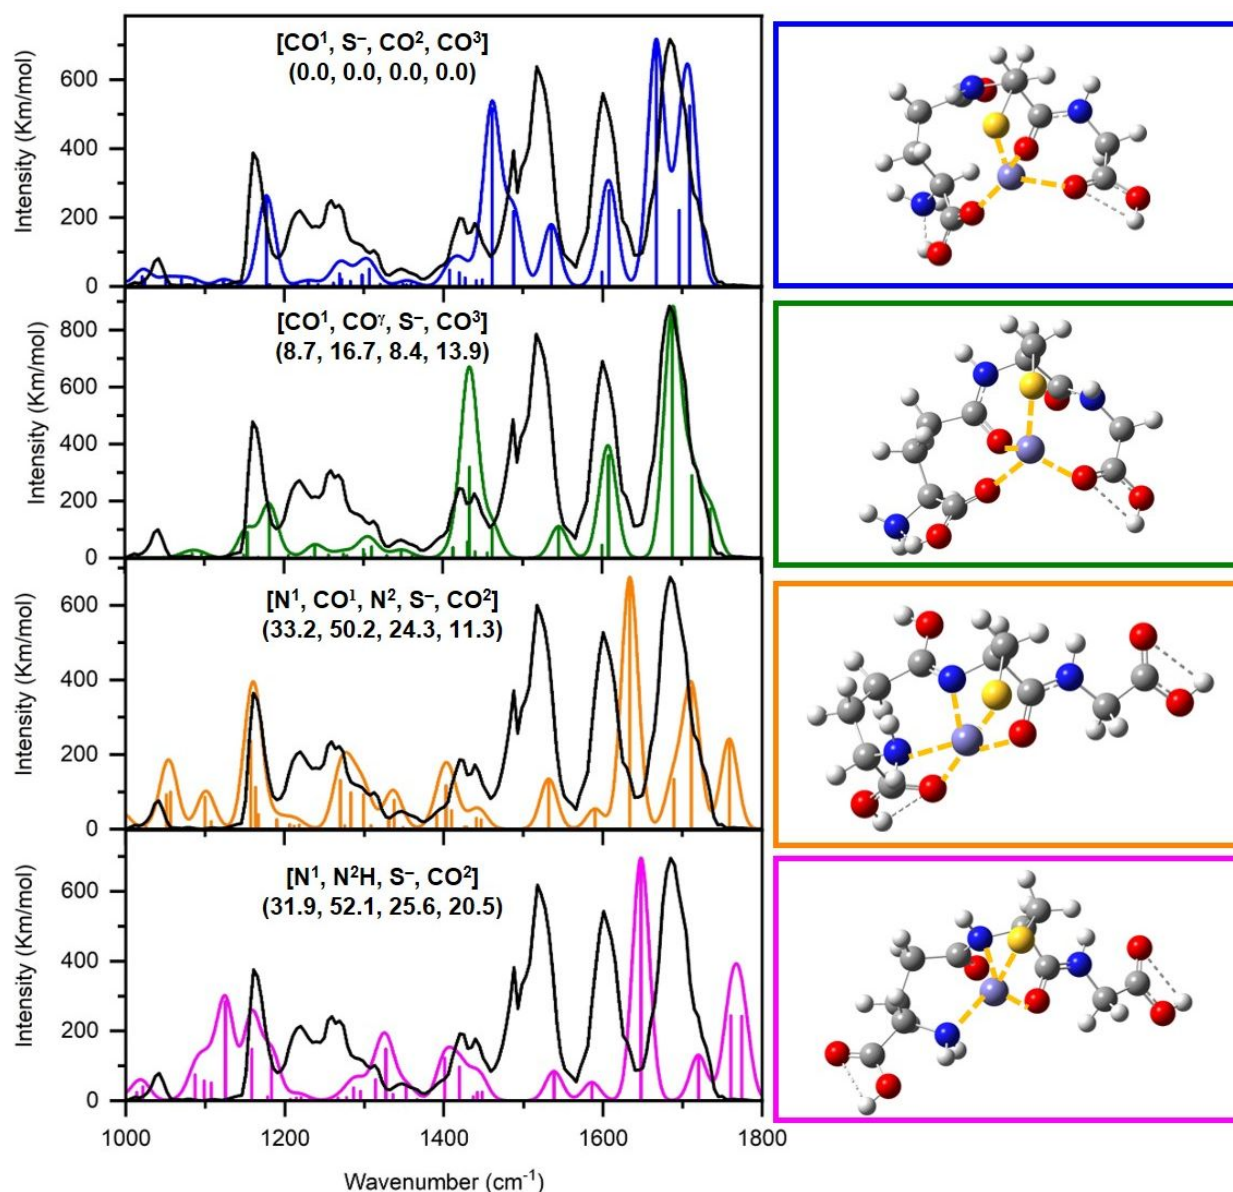 [CO¹, S⁻, CO², CO³]
(0.0, 0.0, 0.0, 0.0)
Intensity (Km/mol)
600
400
200
0
[CO¹, COᵞ, S⁻, CO³]
(8.7, 16.7, 8.4, 13.9)
Intensity (Km/mol)
800
600
400
200
0
[N¹, CO¹, N², S⁻, CO²]
(33.2, 50.2, 24.3, 11.3)
Intensity (Km/mol)
600
400
200
0
[N¹, N²H, S⁻, CO²]
(31.9, 52.1, 25.6, 20.5)
Intensity (Km/mol)
600
400
200
0
1000 1200 1400 1600 1800
Wavenumber (cm⁻¹)